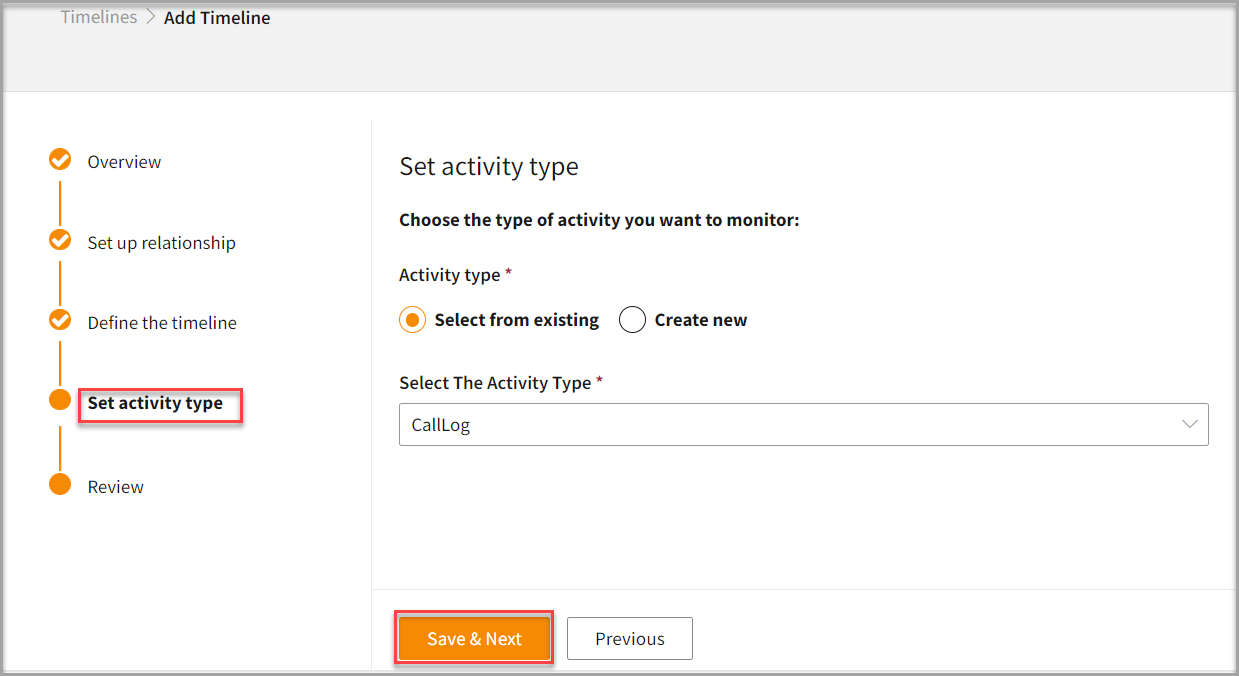 Timelines > Add Timeline
Overview
Set up relationship
Define the timeline
Set activity type
Review
Set activity type
Choose the type of activity you want to monitor:
Activity type *
Select from existing Create new
Select The Activity Type *
CallLog
Save & Next Previous